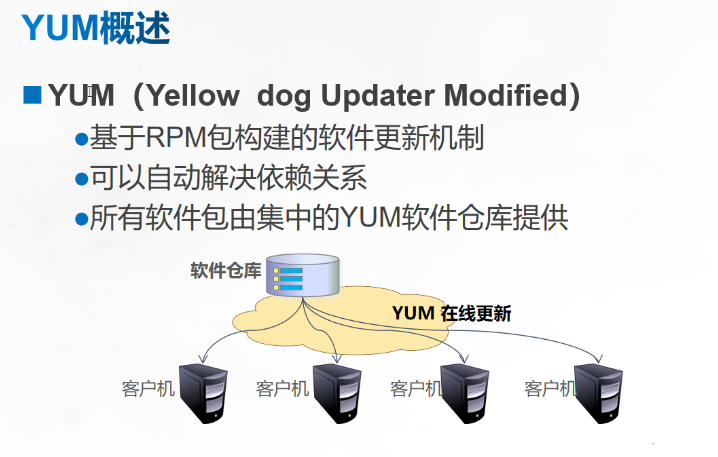 YUM概述
YUM（Yellow dog Updater Modified）
基于RPM包构建的软件更新机制
可以自动解决依赖关系
所有软件包由集中的YUM软件仓库提供
软件仓库
YUM 在线更新
客户机
客户机
客户机
客户机